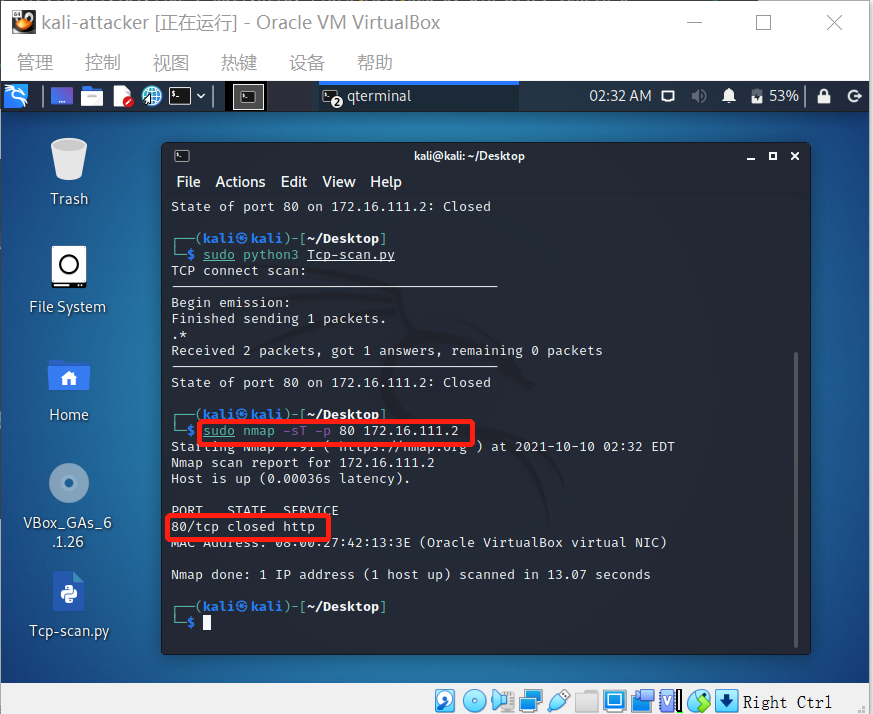 kali-attacker [正在运行] - Oracle VM VirtualBox
管理 控制 视图 热键 设备 帮助
qterminal 02:32 AM 53%
kali@kali: ~/Desktop
File Actions Edit View Help
State of port 80 on 172.16.111.2: Closed
(kali㉿kali)-[~/Desktop]
$ sudo python3 Tcp-scan.py
TCP connect scan:
Begin emission:
Finished sending 1 packets.
.*
Received 2 packets, got 1 answers, remaining 0 packets
State of port 80 on 172.16.111.2: Closed
(kali㉿kali)-[~/Desktop]
$ sudo nmap -sT -p 80 172.16.111.2
Starting Nmap 7.91 ( https://nmap.org ) at 2021-10-10 02:32 EDT
Nmap scan report for 172.16.111.2
Host is up (0.00036s latency).
PORT STATE SERVICE
80/tcp closed http
MAC Address: 08:00:27:42:13:3E (Oracle VirtualBox virtual NIC)
Nmap done: 1 IP address (1 host up) scanned in 13.07 seconds
(kali㉿kali)-[~/Desktop]
$
Trash
File System
Home
VBox_GAs_6
.1.26
Tcp-scan.py
Right Ctrl